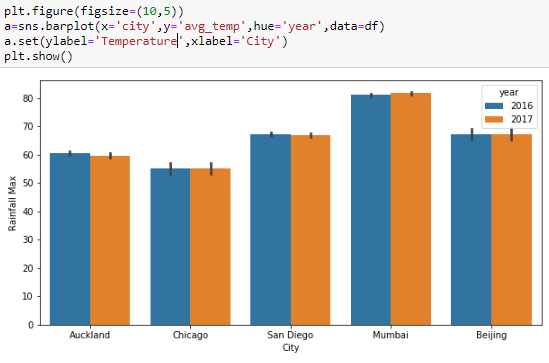 plt.figure(figsize=(10,5))
a=sns.barplot(x='city',y='avg_temp',hue='year',data=df)
a.set(ylabel='Temperature',xlabel='City')
plt.show()
year
2016
2017
80
70
60
50
40
30
20
10
0
Rainfall Max
Auckland Chicago San Diego Mumbai Beijing
City